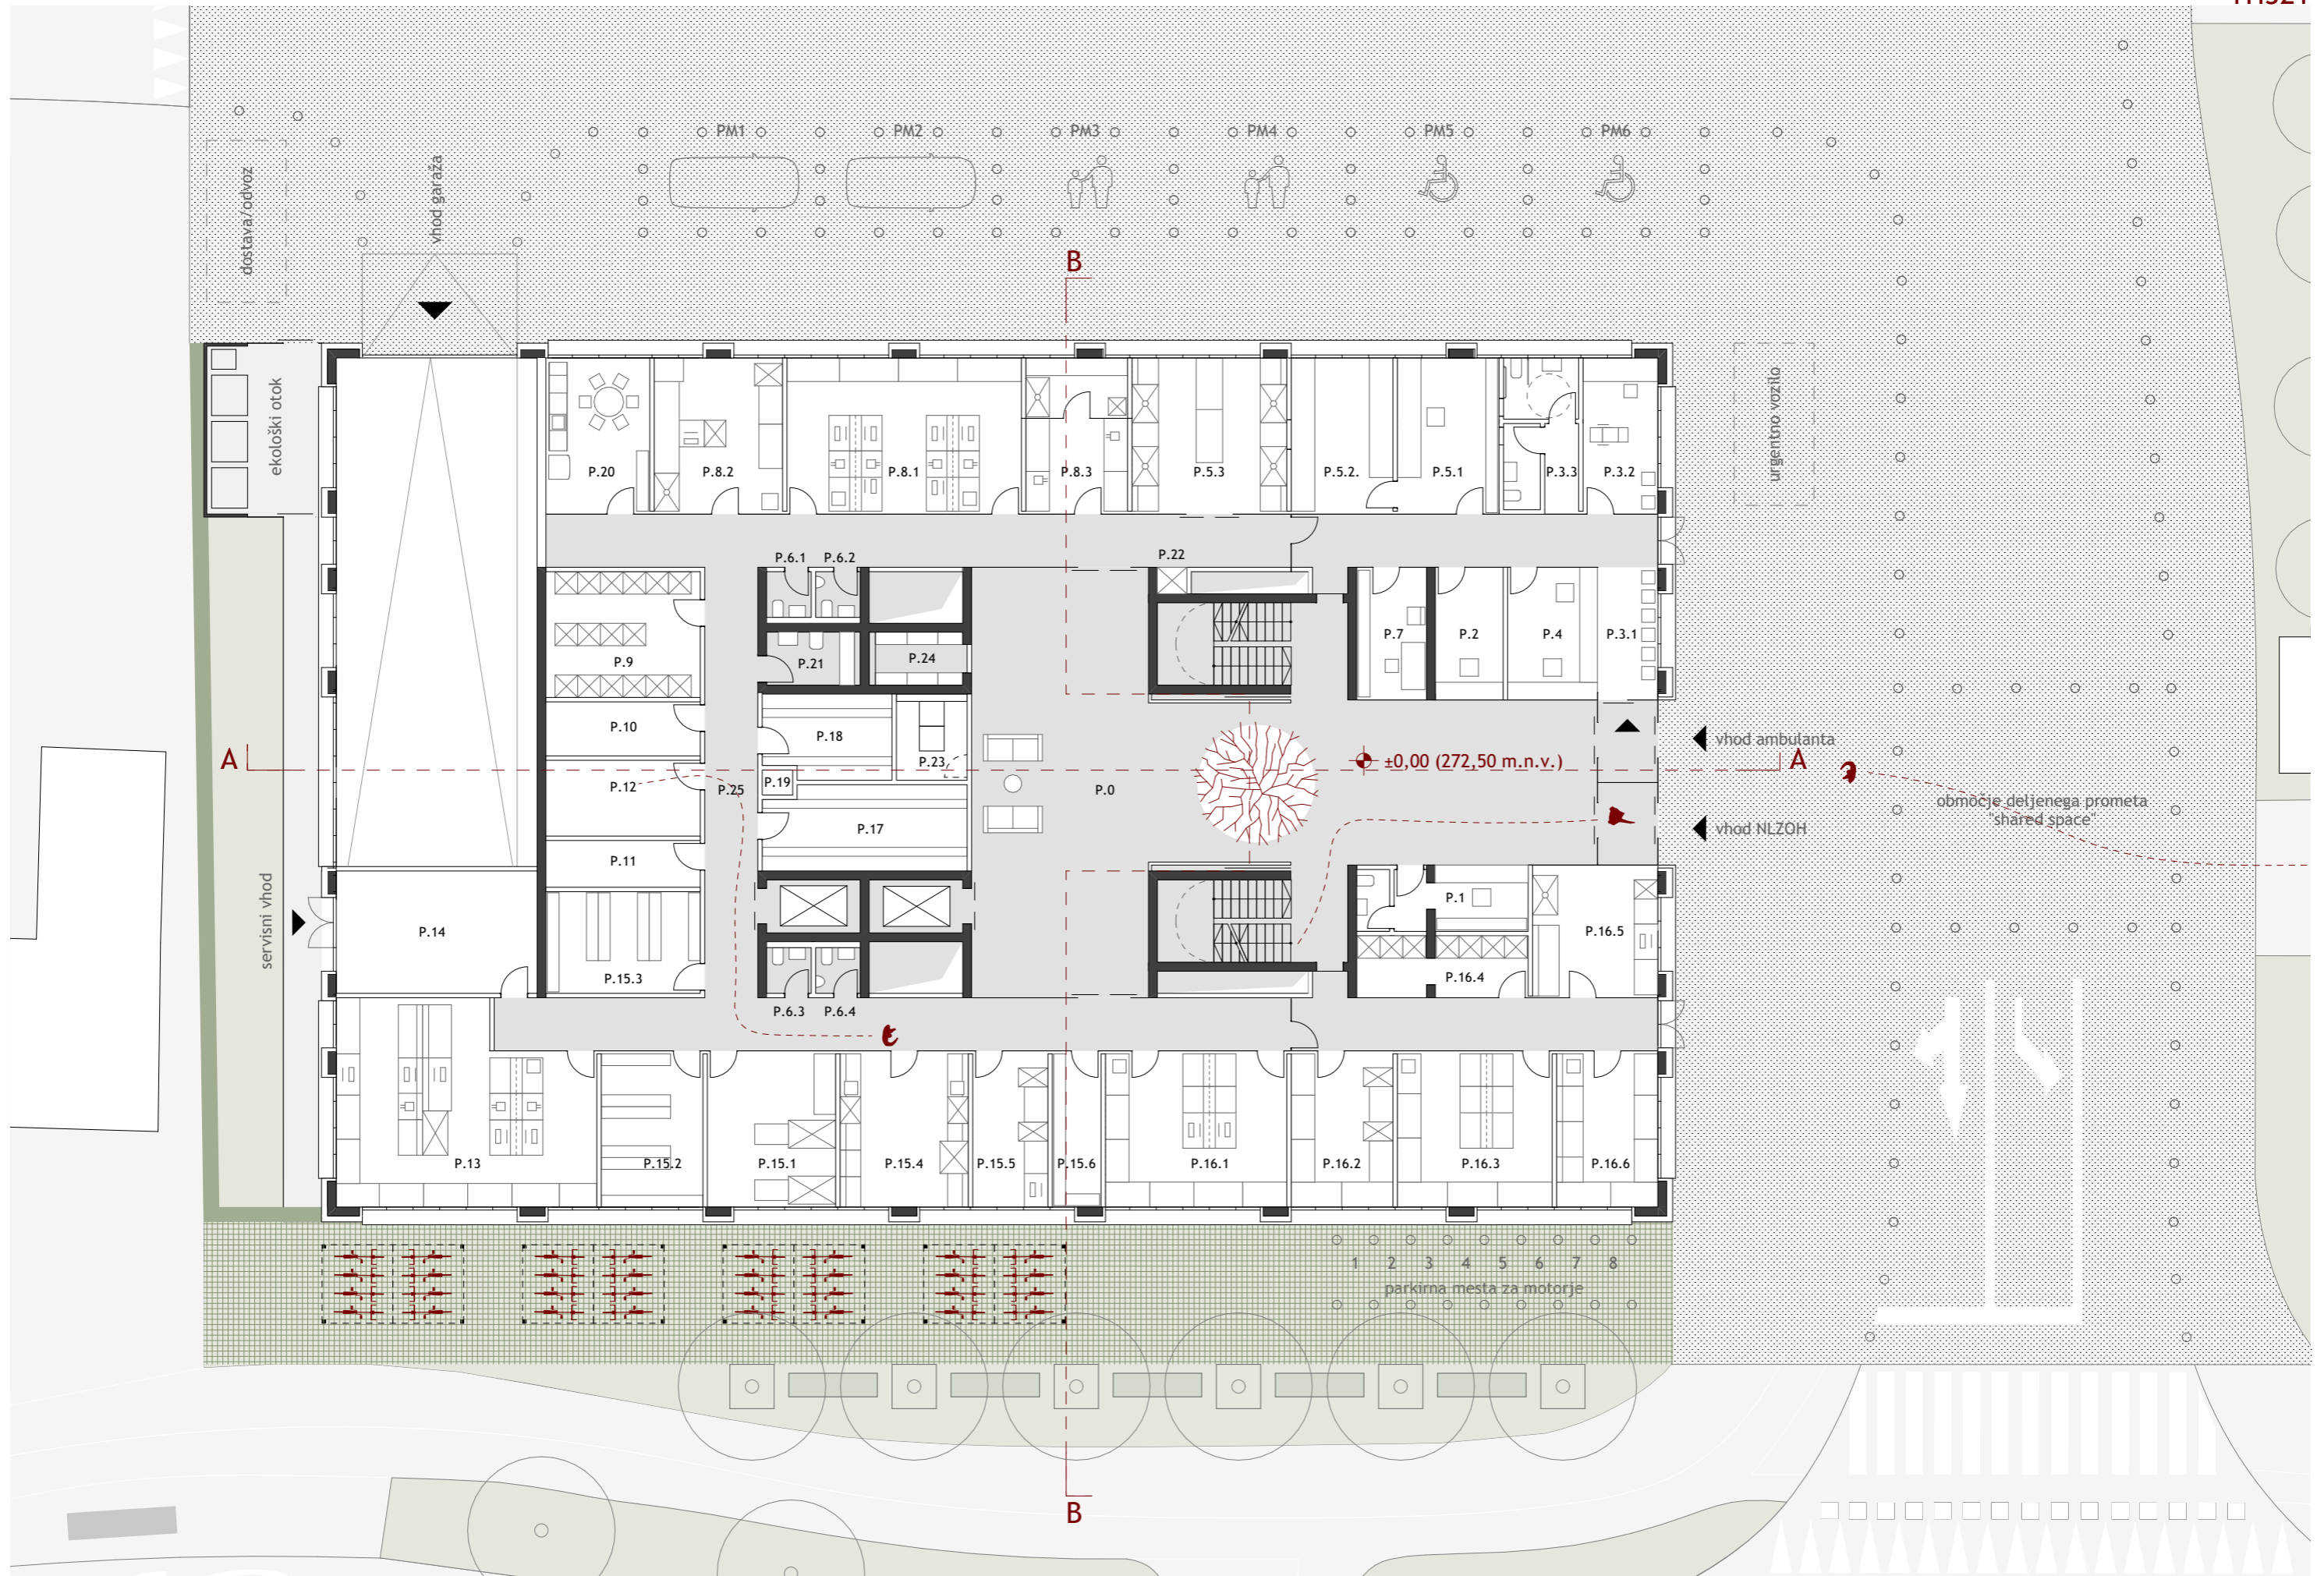 PM1
PM2
PM3
PM4
PM5
PM6
dostava/odvoz
vhod garaža
B
ekološki otok
urgentno vozilo
P.20
P.8.2
P.8.1
P.8.3
P.5.3
P.5.2.
P.5.1
P.3.3
P.3.2
P.6.1
P.6.2
P.22
P.9
P.21
P.24
P.7
P.2
P.4
P.3.1
P.10
P.18
P.23
A
±0,00 (272,50 m.n.v.)
vhod ambulanta
A
P.12
P.25
P.19
P.0
območje deljenega prometa
"shared space"
P.17
vhod NLZOH
P.11
servisni vhod
P.14
P.1
P.16.5
P.15.3
P.16.4
P.6.3
P.6.4
P.13
P.15.2
P.15.1
P.15.4
P.15.5
P.15.6
P.16.1
P.16.2
P.16.3
P.16.6
1 2 3 4 5 6 7 8
parkirna mesta za motorje
B